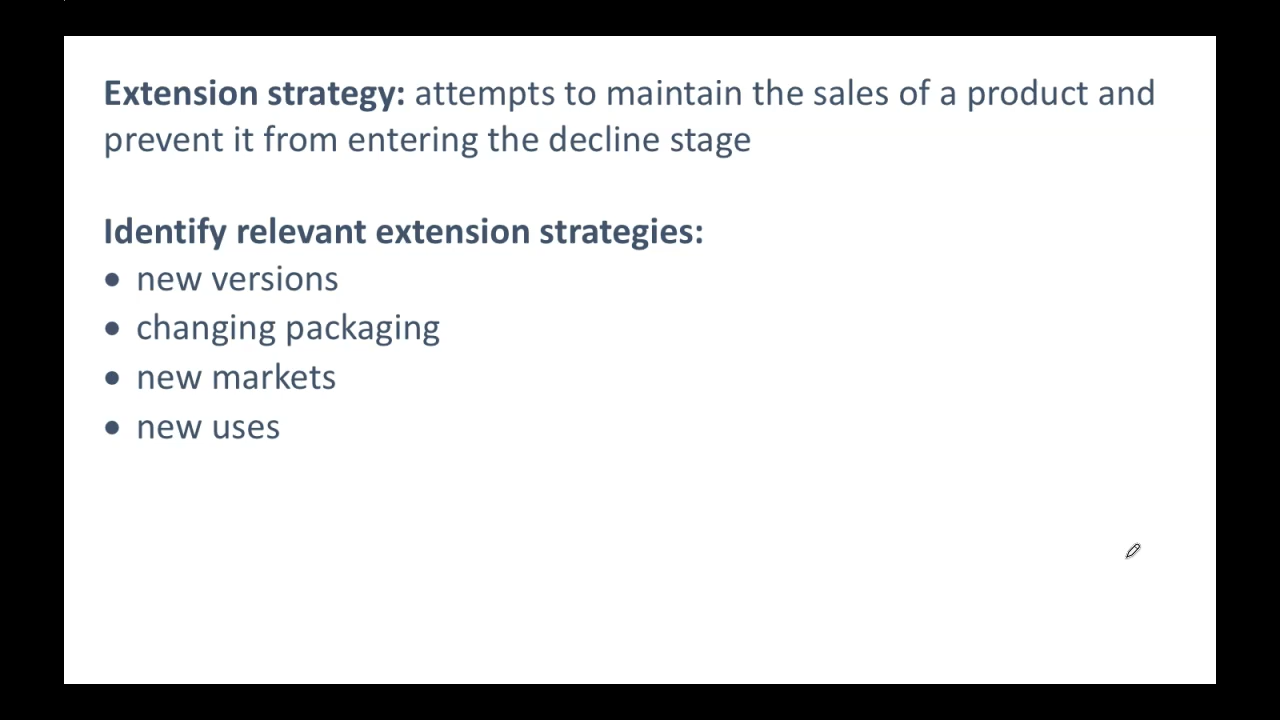 Extension strategy: attempts to maintain the sales of a product and
prevent it from entering the decline stage
Identify relevant extension strategies:
• new versions
• changing packaging
• new markets
• new uses